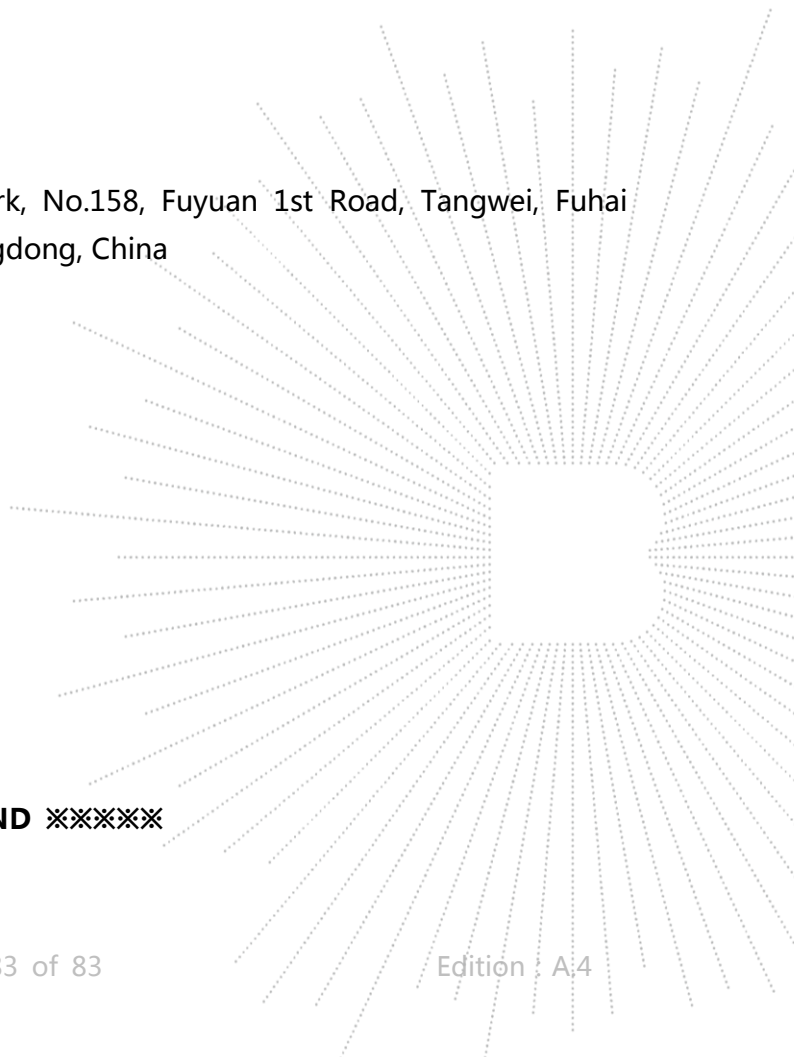 rk, No.158, Fuyuan 1st Road, Tangwei, Fuhai
gdong, China
ND ※※※※※
33 of 83 Edition : A.4